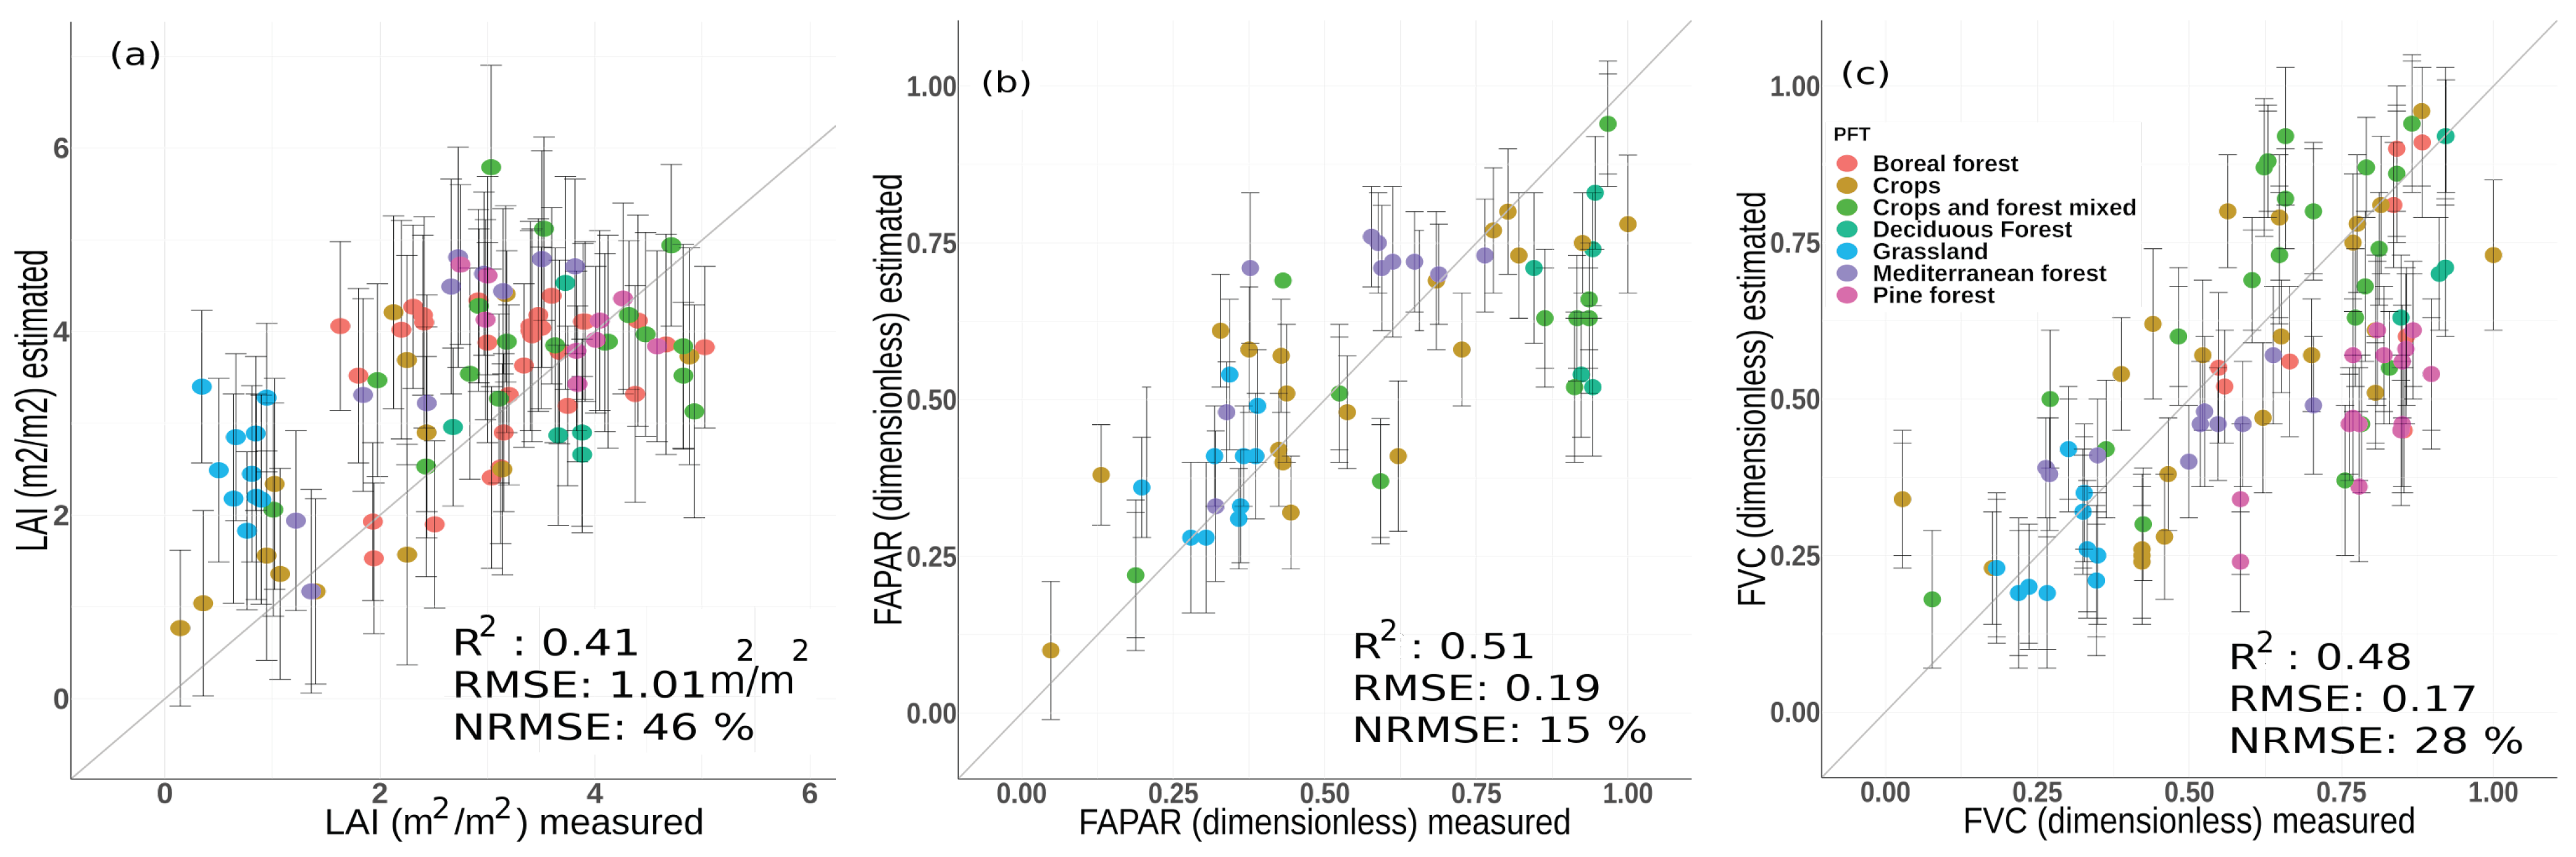 (a)
LAI (m2/m2) estimated
6
4
2
0
0 2 4 6
LAI (m²/m²) measured
R² : 0.41
RMSE: 1.01 m²/m²
NRMSE: 46 %
(b)
FAPAR (dimensionless) estimated
1.00
0.75
0.50
0.25
0.00
0.00 0.25 0.50 0.75 1.00
FAPAR (dimensionless) measured
R² : 0.51
RMSE: 0.19
NRMSE: 15 %
(c)
FVC (dimensionless) estimated
1.00
0.75
0.50
0.25
0.00
PFT
Boreal forest
Crops
Crops and forest mixed
Deciduous Forest
Grassland
Mediterranean forest
Pine forest
0.00 0.25 0.50 0.75 1.00
FVC (dimensionless) measured
R² : 0.48
RMSE: 0.17
NRMSE: 28 %